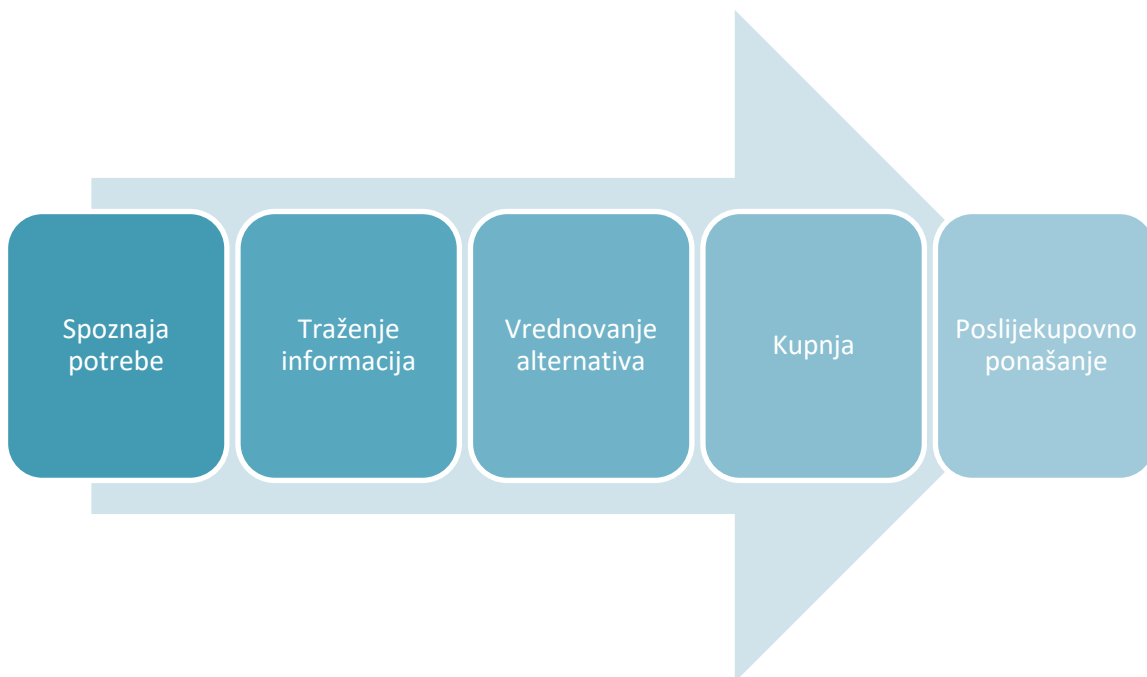 Spoznaja
potrebe
Traženje
informacija
Vrednovanje
alternativa
Kupnja
Poslijekupovno
ponašanje